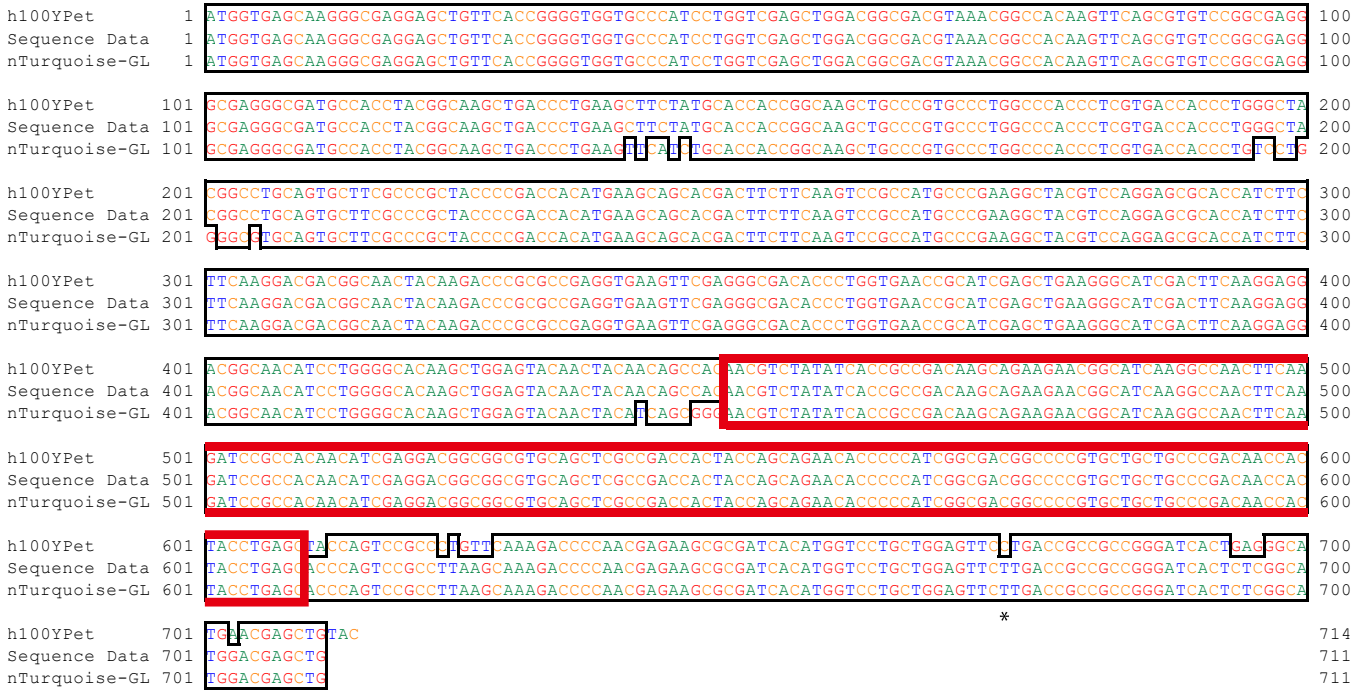 h100YPet 1 ATGGTGAGCAAGGGCGAGGAGCTGTTCACCGGGGTGGTGCCCATCCTGGTCGAGCTGGACGGCGACGTAAACGGCCACAAGTTCAGCGTGTCCGGCGAGG 100
Sequence Data 1 ATGGTGAGCAAGGGCGAGGAGCTGTTCACCGGGGTGGTGCCCATCCTGGTCGAGCTGGACGGCGACGTAAACGGCCACAAGTTCAGCGTGTCCGGCGAGG 100
nTurquoise-GL 1 ATGGTGAGCAAGGGCGAGGAGCTGTTCACCGGGGTGGTGCCCATCCTGGTCGAGCTGGACGGCGACGTAAACGGCCACAAGTTCAGCGTGTCCGGCGAGG 100
h100YPet 101 GCGAGGGCGATGCCACCTACGGCAAGCTGACCCTGAAGCTTCTATGCACCACCGGCAAGCTGCCCGTGCCCTGGCCCACCCTCGTGACCACCCTGGGCTA 200
Sequence Data 101 GCGAGGGCGATGCCACCTACGGCAAGCTGACCCTGAAGCTTCTATGCACCACCGGCAAGCTGCCCGTGCCCTGGCCCACCCTCGTGACCACCCTGGGCTA 200
nTurquoise-GL 101 GCGAGGGCGATGCCACCTACGGCAAGCTGACCCTGAAGTTCATCTGCACCACCGGCAAGCTGCCCGTGCCCTGGCCCACCCTCGTGACCACCCTGTCCTG 200
h100YPet 201 CGGCCTGCAGTGCTTCGCCCGCTACCCCGACCACATGAAGCAGCACGACTTCTTCAAGTCCGCCATGCCCGAAGGCTACGTCCAGGAGCGCACCATCTTC 300
Sequence Data 201 CGGCCTGCAGTGCTTCGCCCGCTACCCCGACCACATGAAGCAGCACGACTTCTTCAAGTCCGCCATGCCCGAAGGCTACGTCCAGGAGCGCACCATCTTC 300
nTurquoise-GL 201 GGGCGTGCAGTGCTTCGCCCGCTACCCCGACCACATGAAGCAGCACGACTTCTTCAAGTCCGCCATGCCCGAAGGCTACGTCCAGGAGCGCACCATCTTC 300
h100YPet 301 TTCAAGGACGACGGCAACTACAAGACCCGCGCCGAGGTGAAGTTCGAGGGCGACACCCTGGTGAACCGCATCGAGCTGAAGGGCATCGACTTCAAGGAGG 400
Sequence Data 301 TTCAAGGACGACGGCAACTACAAGACCCGCGCCGAGGTGAAGTTCGAGGGCGACACCCTGGTGAACCGCATCGAGCTGAAGGGCATCGACTTCAAGGAGG 400
nTurquoise-GL 301 TTCAAGGACGACGGCAACTACAAGACCCGCGCCGAGGTGAAGTTCGAGGGCGACACCCTGGTGAACCGCATCGAGCTGAAGGGCATCGACTTCAAGGAGG 400
h100YPet 401 ACGGCAACATCCTGGGGCACAAGCTGGAGTACAACTACAACAGCCACAACGTCTATATCACCGCCGACAAGCAGAAGAACGGCATCAAGGCCAACTTCAA 500
Sequence Data 401 ACGGCAACATCCTGGGGCACAAGCTGGAGTACAACTACAACAGCCACAACGTCTATATCACCGCCGACAAGCAGAAGAACGGCATCAAGGCCAACTTCAA 500
nTurquoise-GL 401 ACGGCAACATCCTGGGGCACAAGCTGGAGTACAACTACATCAGCGGCAACGTCTATATCACCGCCGACAAGCAGAAGAACGGCATCAAGGCCAACTTCAA 500
h100YPet 501 GATCCGCCACAACATCGAGGACGGCGGCGTGCAGCTCGCCGACCACTACCAGCAGAACACCCCCATCGGCGACGGCCCCGTGCTGCTGCCCGACAACCAC 600
Sequence Data 501 GATCCGCCACAACATCGAGGACGGCGGCGTGCAGCTCGCCGACCACTACCAGCAGAACACCCCCATCGGCGACGGCCCCGTGCTGCTGCCCGACAACCAC 600
nTurquoise-GL 501 GATCCGCCACAACATCGAGGACGGCGGCGTGCAGCTCGCCGACCACTACCAGCAGAACACCCCCATCGGCGACGGCCCCGTGCTGCTGCCCGACAACCAC 600
h100YPet 601 TACCTGAGCTACCAGTCCGCCCTGTTCAAAGACCCCAACGAGAAGCGCGATCACATGGTCCTGCTGGAGTTCCTGACCGCCGCCGGGATCACTGAGGGCA 700
Sequence Data 601 TACCTGAGCACCCAGTCCGCCTTAAGCAAAGACCCCAACGAGAAGCGCGATCACATGGTCCTGCTGGAGTTCTTGACCGCCGCCGGGATCACTCTCGGCA 700
nTurquoise-GL 601 TACCTGAGCACCCAGTCCGCCTTAAGCAAAGACCCCAACGAGAAGCGCGATCACATGGTCCTGCTGGAGTTCTTGACCGCCGCCGGGATCACTCTCGGCA 700
*
h100YPet 701 TGAACGAGCTGTAC 714
Sequence Data 701 TGGACGAGCTG 711
nTurquoise-GL 701 TGGACGAGCTG 711